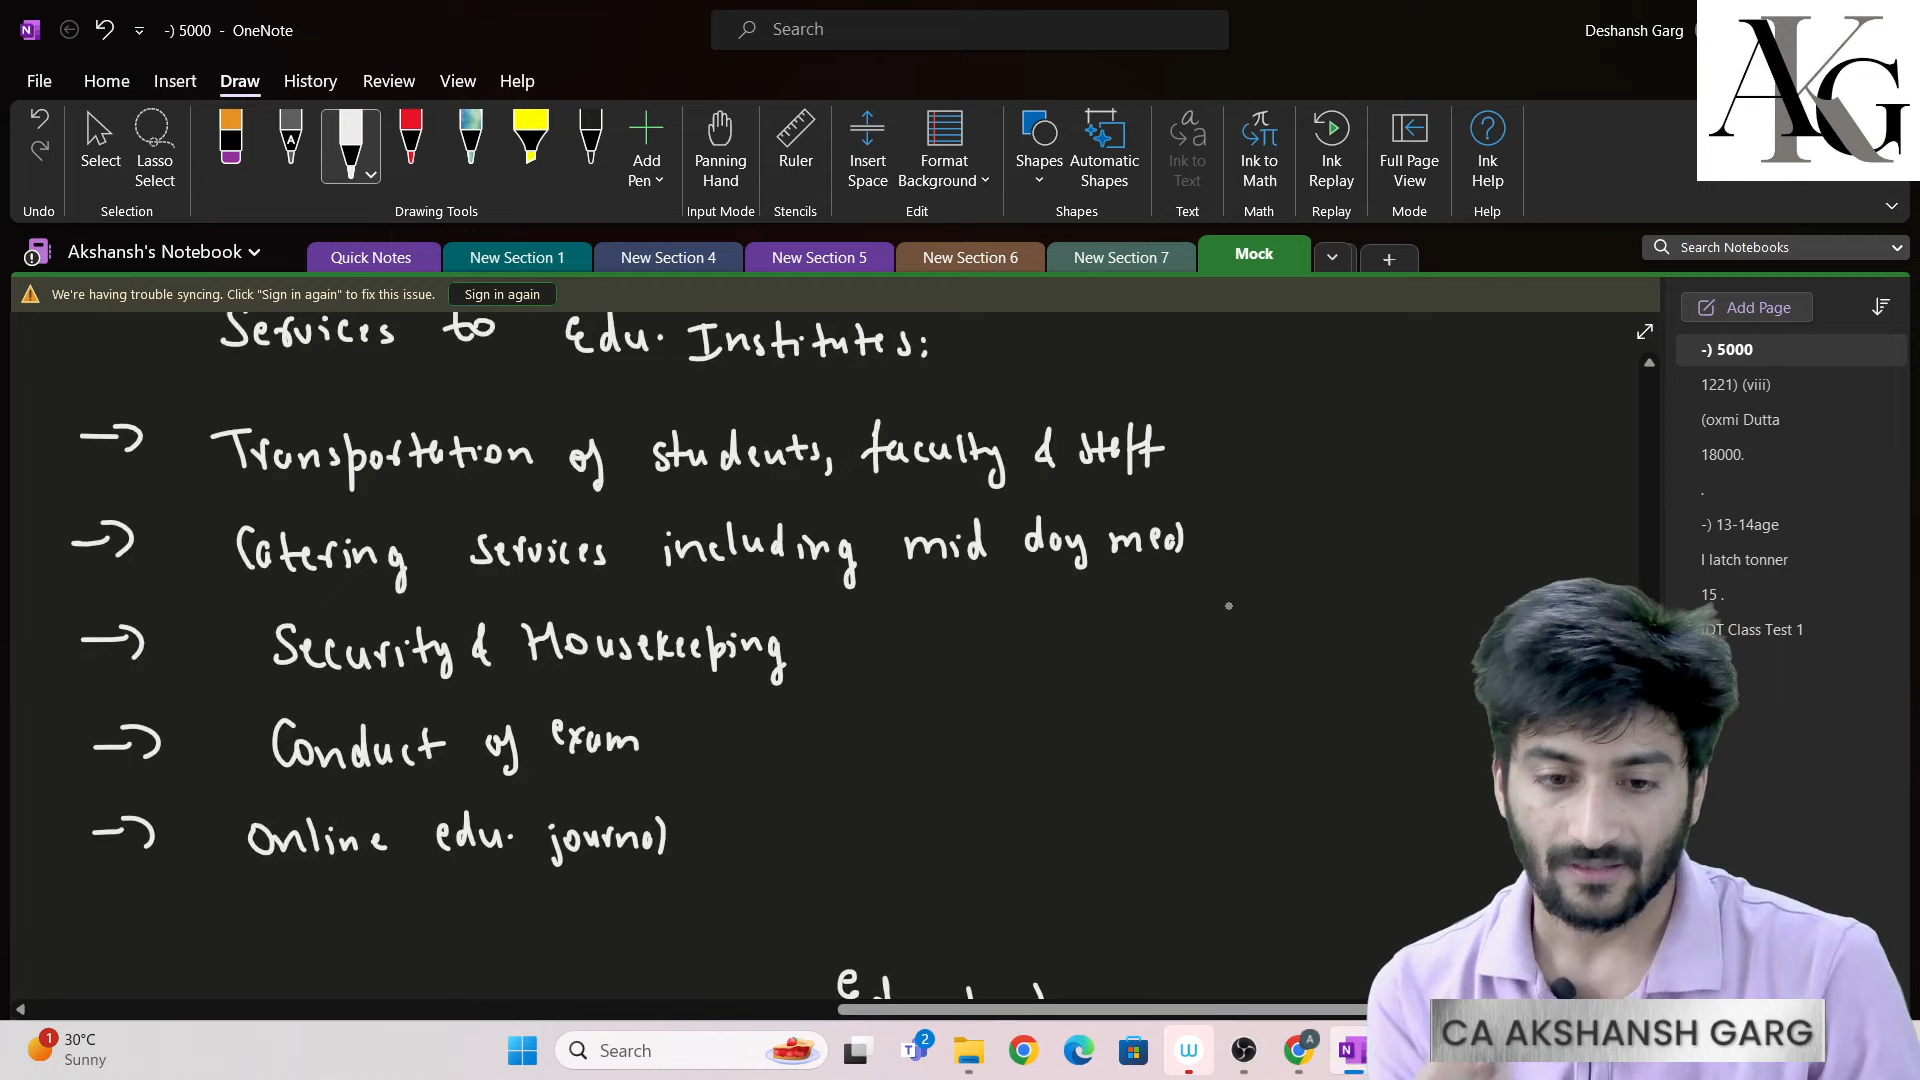 -) 5000 - OneNote
Search
Deshansh Garg
AKG
File Home Insert Draw History Review View Help
Select
Lasso Select
Add Pen
Panning Hand
Ruler
Insert Space
Format Background
Shapes
Automatic Shapes
Ink to Text
Ink to Math
Ink Replay
Full Page View
Ink Help
Undo Selection Drawing Tools Input Mode Stencils Edit Shapes Text Math Replay Mode Help
Akshansh's Notebook
Quick Notes New Section 1 New Section 4 New Section 5 New Section 6 New Section 7 Mock
Search Notebooks
We're having trouble syncing. Click "Sign in again" to fix this issue. Sign in again
Add Page
-) 5000
1221) (viii)
(oxmi Dutta
18000.
.
-) 13-14age
I latch tonner
15 .
IDT Class Test 1
Services to Edu. Institutes:
-> Transportation of students, faculty & staff
-> Catering services including mid day meal
-> Security & Housekeeping
-> Conduct of exam
-> Online edu. journal
CA AKSHANSH GARG
1
30°C
Sunny
Search
2